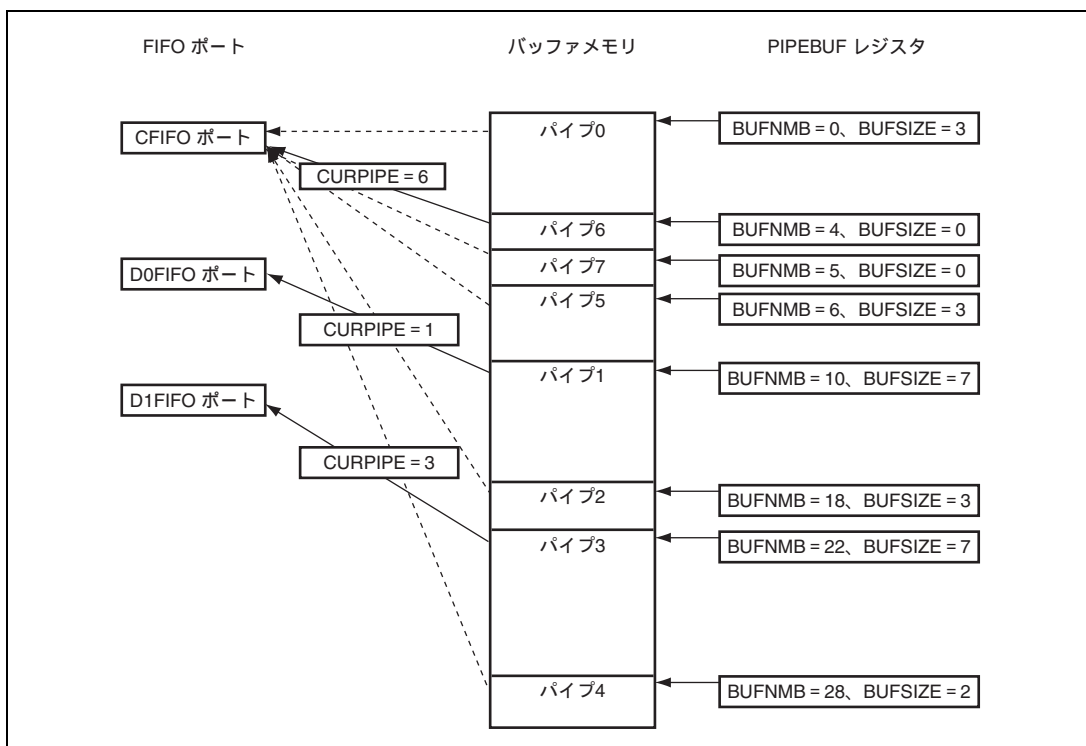 FIFO ポート
バッファメモリ
PIPEBUF レジスタ
CFIFO ポート
パイプ0
BUFNMB = 0、BUFSIZE = 3
CURPIPE = 6
パイプ6
BUFNMB = 4、BUFSIZE = 0
D0FIFO ポート
パイプ7
BUFNMB = 5、BUFSIZE = 0
パイプ5
BUFNMB = 6、BUFSIZE = 3
CURPIPE = 1
D1FIFO ポート
パイプ1
BUFNMB = 10、BUFSIZE = 7
CURPIPE = 3
パイプ2
BUFNMB = 18、BUFSIZE = 3
パイプ3
BUFNMB = 22、BUFSIZE = 7
パイプ4
BUFNMB = 28、BUFSIZE = 2